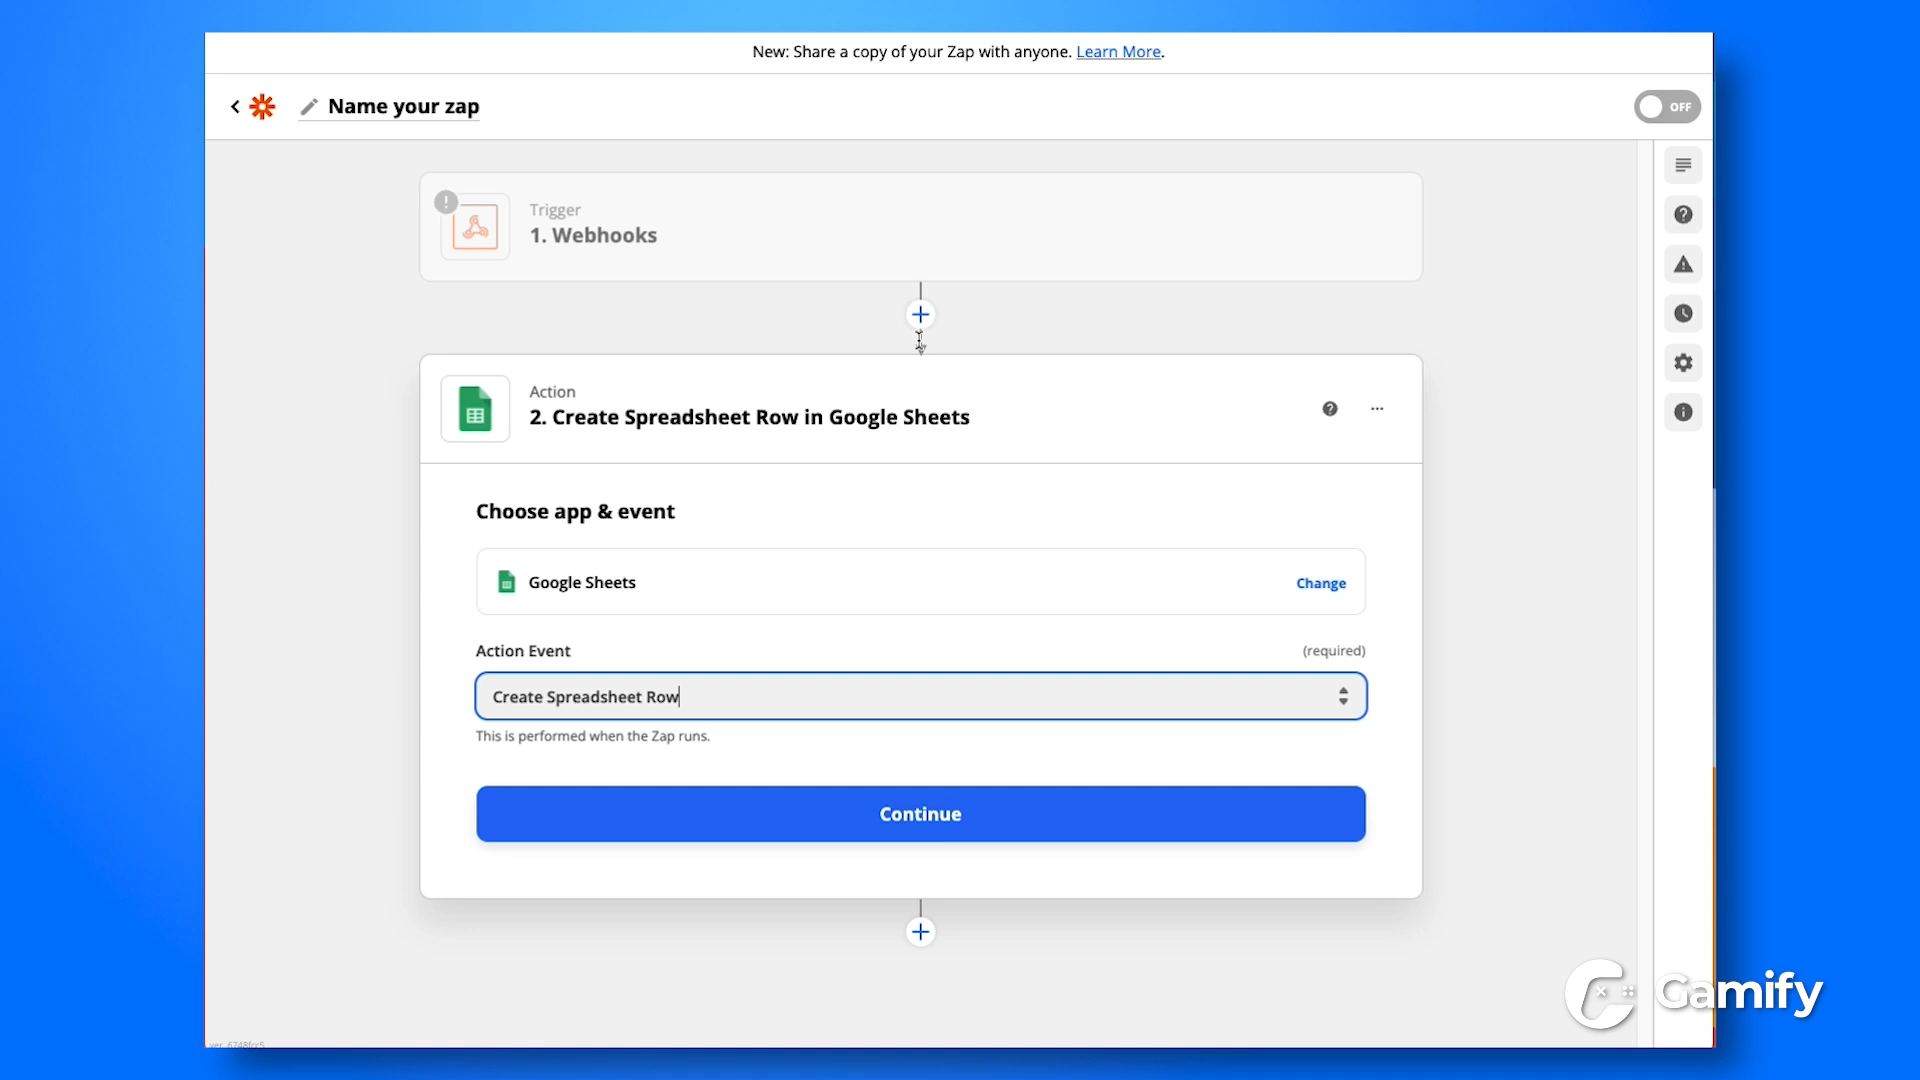 New: Share a copy of your Zap with anyone. Learn More.
Name your zap
OFF
Trigger
1. Webhooks
Action
2. Create Spreadsheet Row in Google Sheets
Choose app & event
Google Sheets
Change
Action Event
(required)
Create Spreadsheet Row
This is performed when the Zap runs.
Continue
Gamify